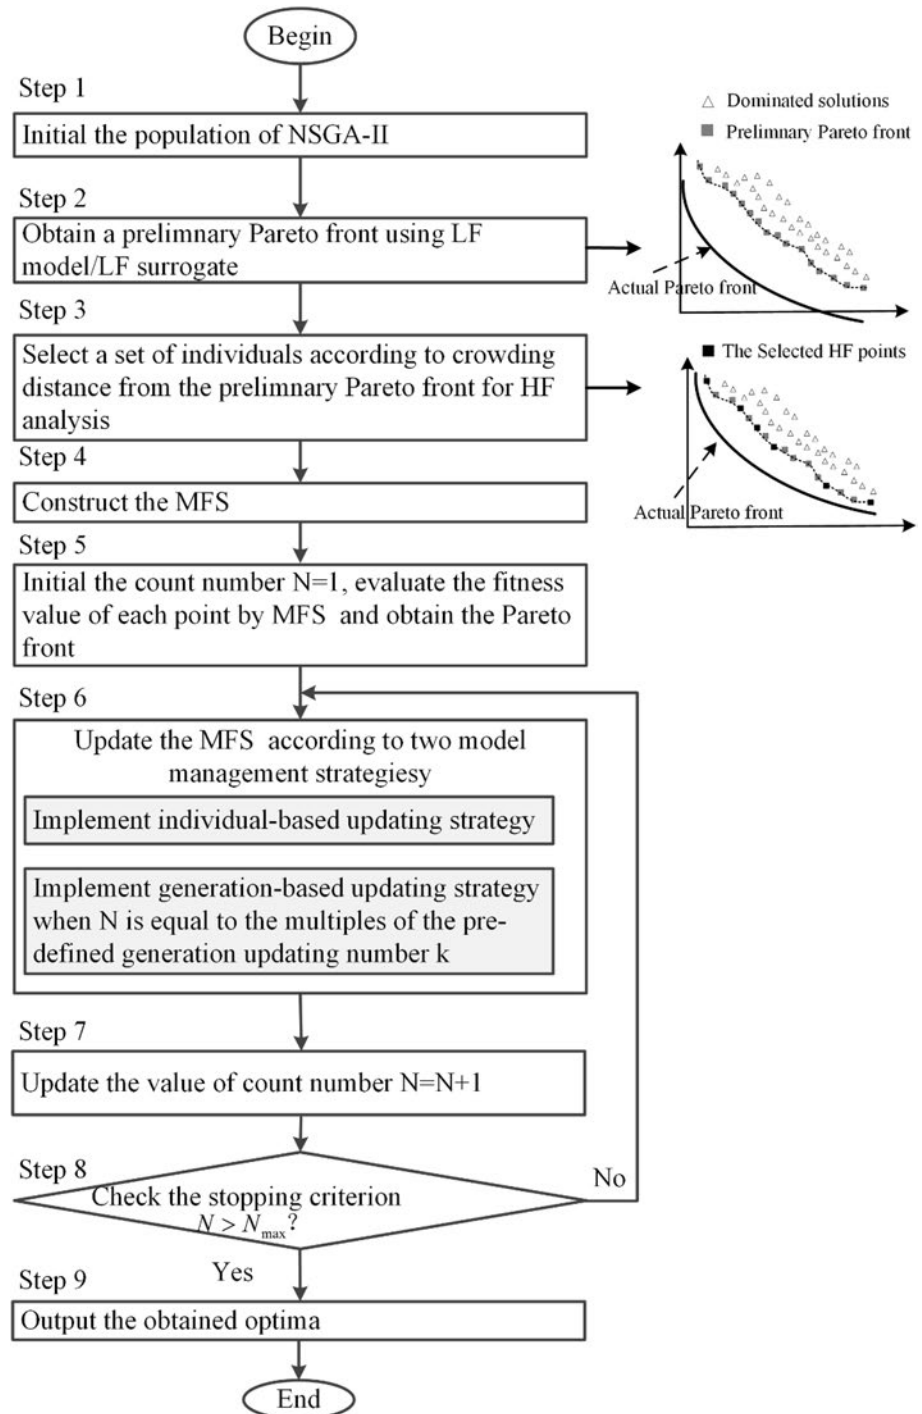 Begin
Step 1
Initial the population of NSGA-II
Step 2
Obtain a prelimnary Pareto front using LF
model/LF surrogate
△ Dominated solutions
■ Prelimnary Pareto front
Actual Pareto front
Step 3
Select a set of individuals according to crowding
distance from the prelimnary Pareto front for HF
analysis
■ The Selected HF points
Actual Pareto front
Step 4
Construct the MFS
Step 5
Initial the count number N=1, evaluate the fitness
value of each point by MFS and obtain the Pareto
front
Step 6
Update the MFS according to two model
management strategiesy
Implement individual-based updating strategy
Implement generation-based updating strategy
when N is equal to the multiples of the pre-
defined generation updating number k
Step 7
Update the value of count number N=N+1
Step 8
Check the stopping criterion
N > Nmax?
No
Yes
Step 9
Output the obtained optima
End